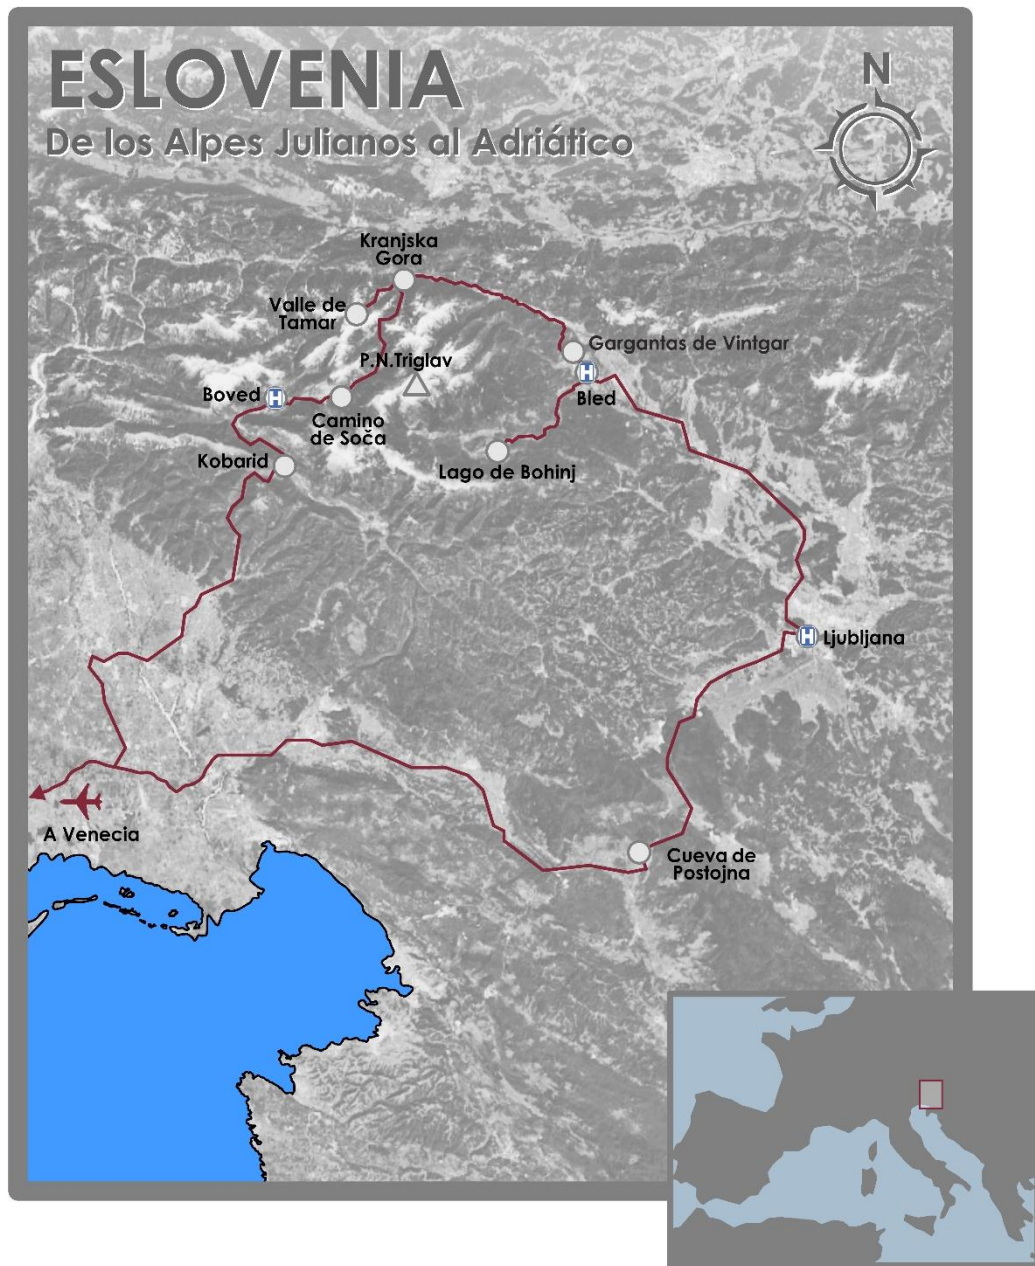 ESLOVENIA
De los Alpes Julianos al Adriático
N
Kranjska
Gora
Valle de
Tamar
Gargantas de Vintgar
P.N.Triglav
H
Bled
Boved
H
Camino
de Soča
Kobarid
Lago de Bohinj
H
Ljubljana
A Venecia
Cueva de
Postojna